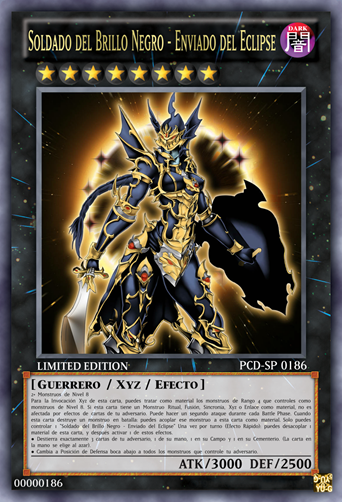 Soldado del Brillo Negro - Enviado del Eclipse
DARK
闇
LIMITED EDITION
PCD-SP 0186
[Guerrero / Xyz / Efecto]
2+ Monstruos de Nivel 8
Para la Invocación Xyz de esta carta, puedes tratar como material los monstruos de Rango 4 que controles como
monstruos de Nivel 8. Si esta carta tiene un Monstruo Ritual, Fusión, Sincronía, Xyz o Enlace como material, no es
afectada por efectos de cartas de tu adversario. Puede hacer un segundo ataque durante cada Battle Phase. Cuando
esta carta destruye un monstruo en batalla puedes acoplar ese monstruo a esta carta como material. Solo puedes
controlar 1 "Soldado del Brillo Negro - Enviado del Eclipse" Una vez por turno (Efecto Rápido): puedes desacoplar 1
material de esta carta, y después activar 1 de estos efectos.
• Destierra exactamente 3 cartas de tu adversario, 1 de su mano, 1 en su Campo y 1 en su Cementerio. (La carta en
la mano se elije al azar)
• Cambia a Posición de Defensa boca abajo a todos los monstruos que controle tu adversario.
ATK/3000 DEF/2500
00000186